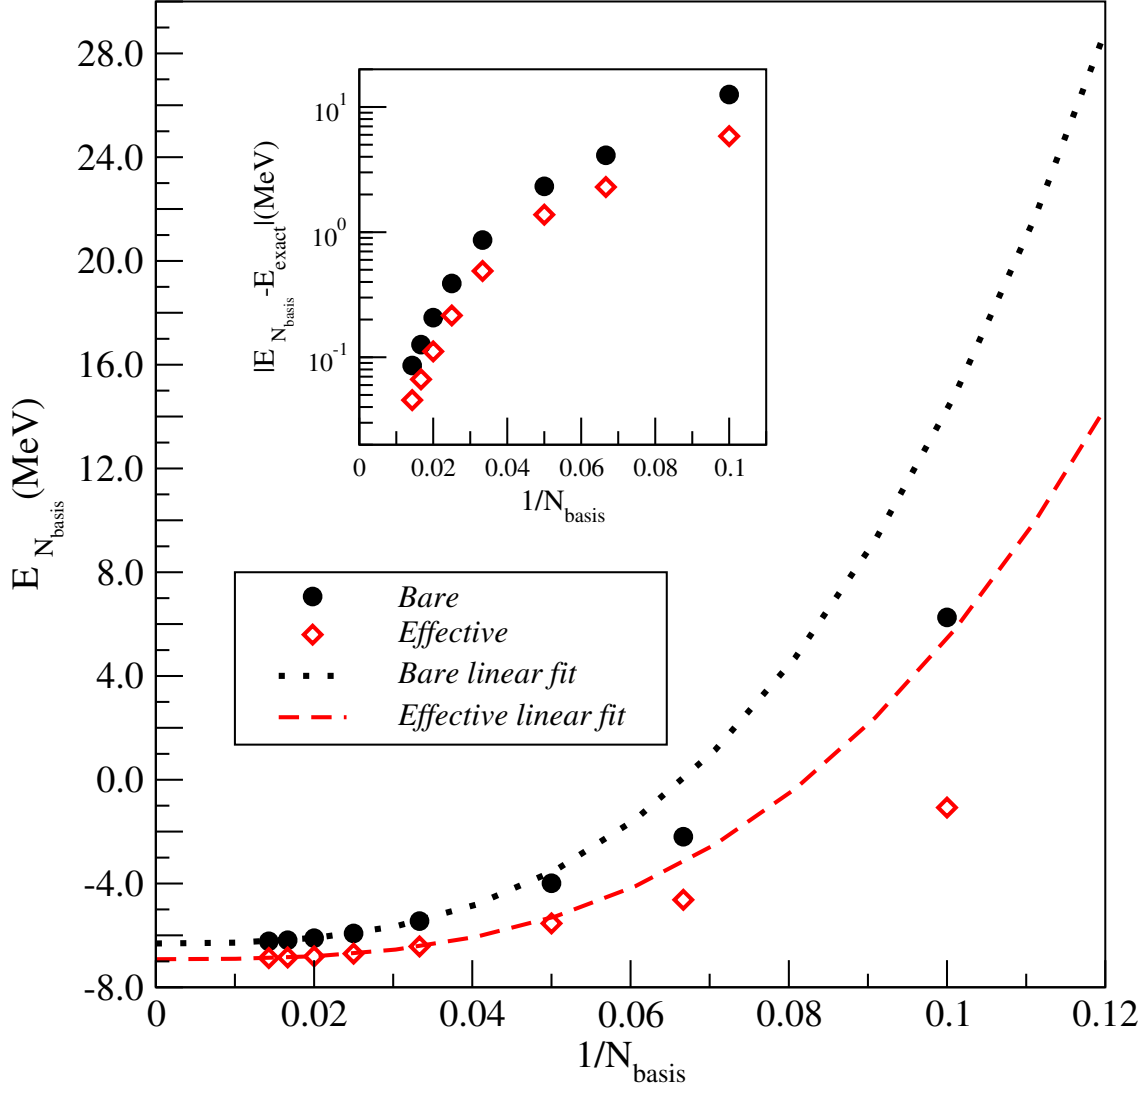 28.0
24.0
20.0
16.0
12.0
8.0
4.0
0.0
-4.0
-8.0
E N_basis (MeV)
0 0.02 0.04 0.06 0.08 0.1 0.12
1/N_basis
|E N_basis -E_exact|(MeV)
10^1
10^0
10^-1
0 0.02 0.04 0.06 0.08 0.1
1/N_basis
Bare
Effective
Bare linear fit
Effective linear fit